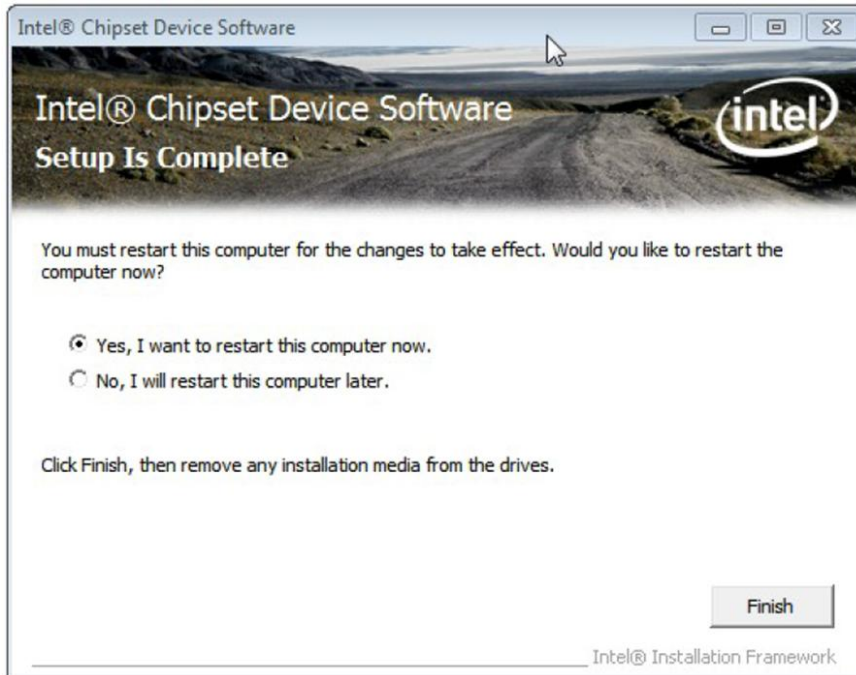 Intel® Chipset Device Software
Intel® Chipset Device Software
intel
Setup Is Complete
You must restart this computer for the changes to take effect. Would you like to restart the
computer now?
Yes, I want to restart this computer now.
No, I will restart this computer later.
Click Finish, then remove any installation media from the drives.
Finish
Intel® Installation Framework